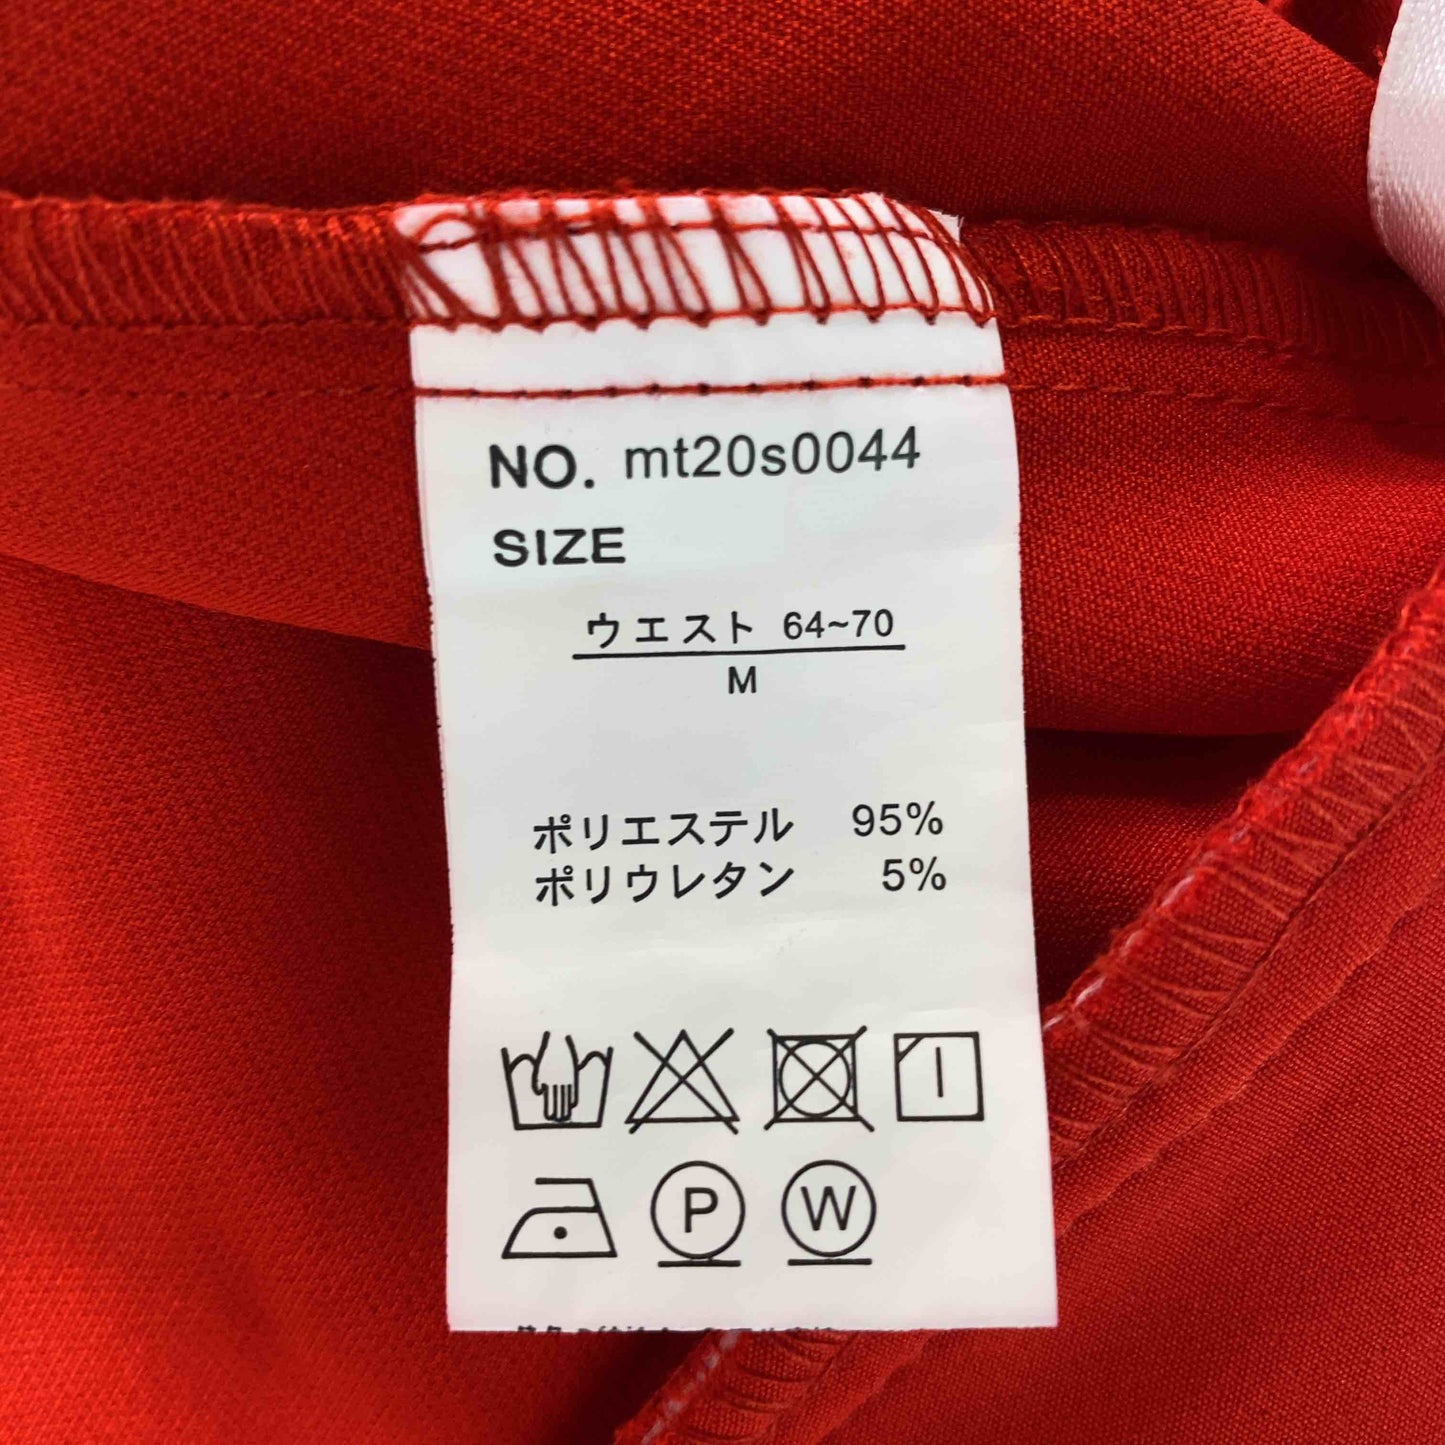 NO. mt20s0044
SIZE
ウエスト 64~70
M
ポリエステル 95%
ポリウレタン 5%
P W